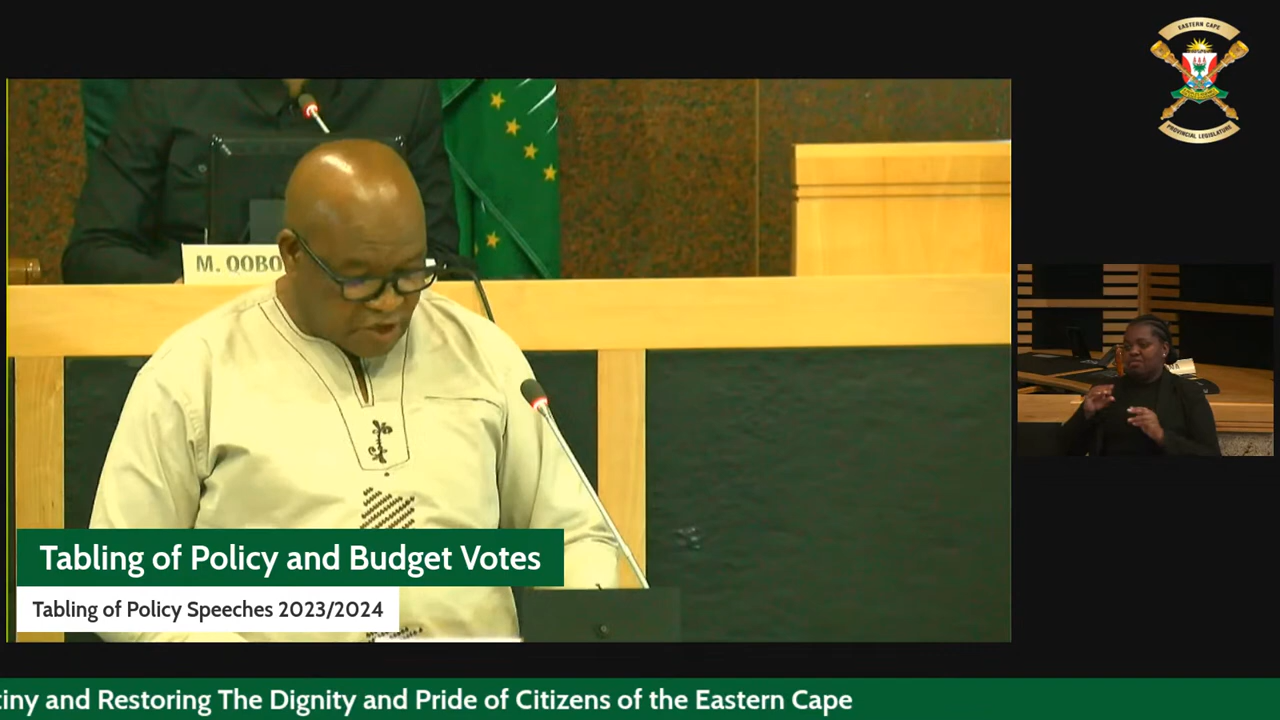 EASTERN CAPE
PROVINCIAL LEGISLATURE
M. QOBO
Tabling of Policy and Budget Votes
Tabling of Policy Speeches 2023/2024
tiny and Restoring The Dignity and Pride of Citizens of the Eastern Cape